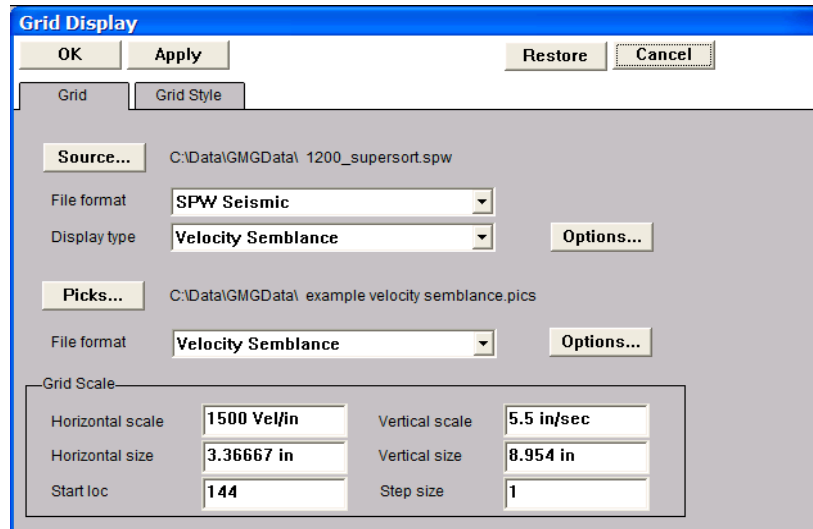 Grid Display
OK Apply Restore Cancel
Grid Grid Style
Source... C:\Data\GMGData\ 1200_supersort.spw
File format SPW Seismic
Display type Velocity Semblance Options...
Picks... C:\Data\GMGData\ example velocity semblance.pics
File format Velocity Semblance Options...
Grid Scale
Horizontal scale 1500 Vel/in Vertical scale 5.5 in/sec
Horizontal size 3.36667 in Vertical size 8.954 in
Start loc 144 Step size 1